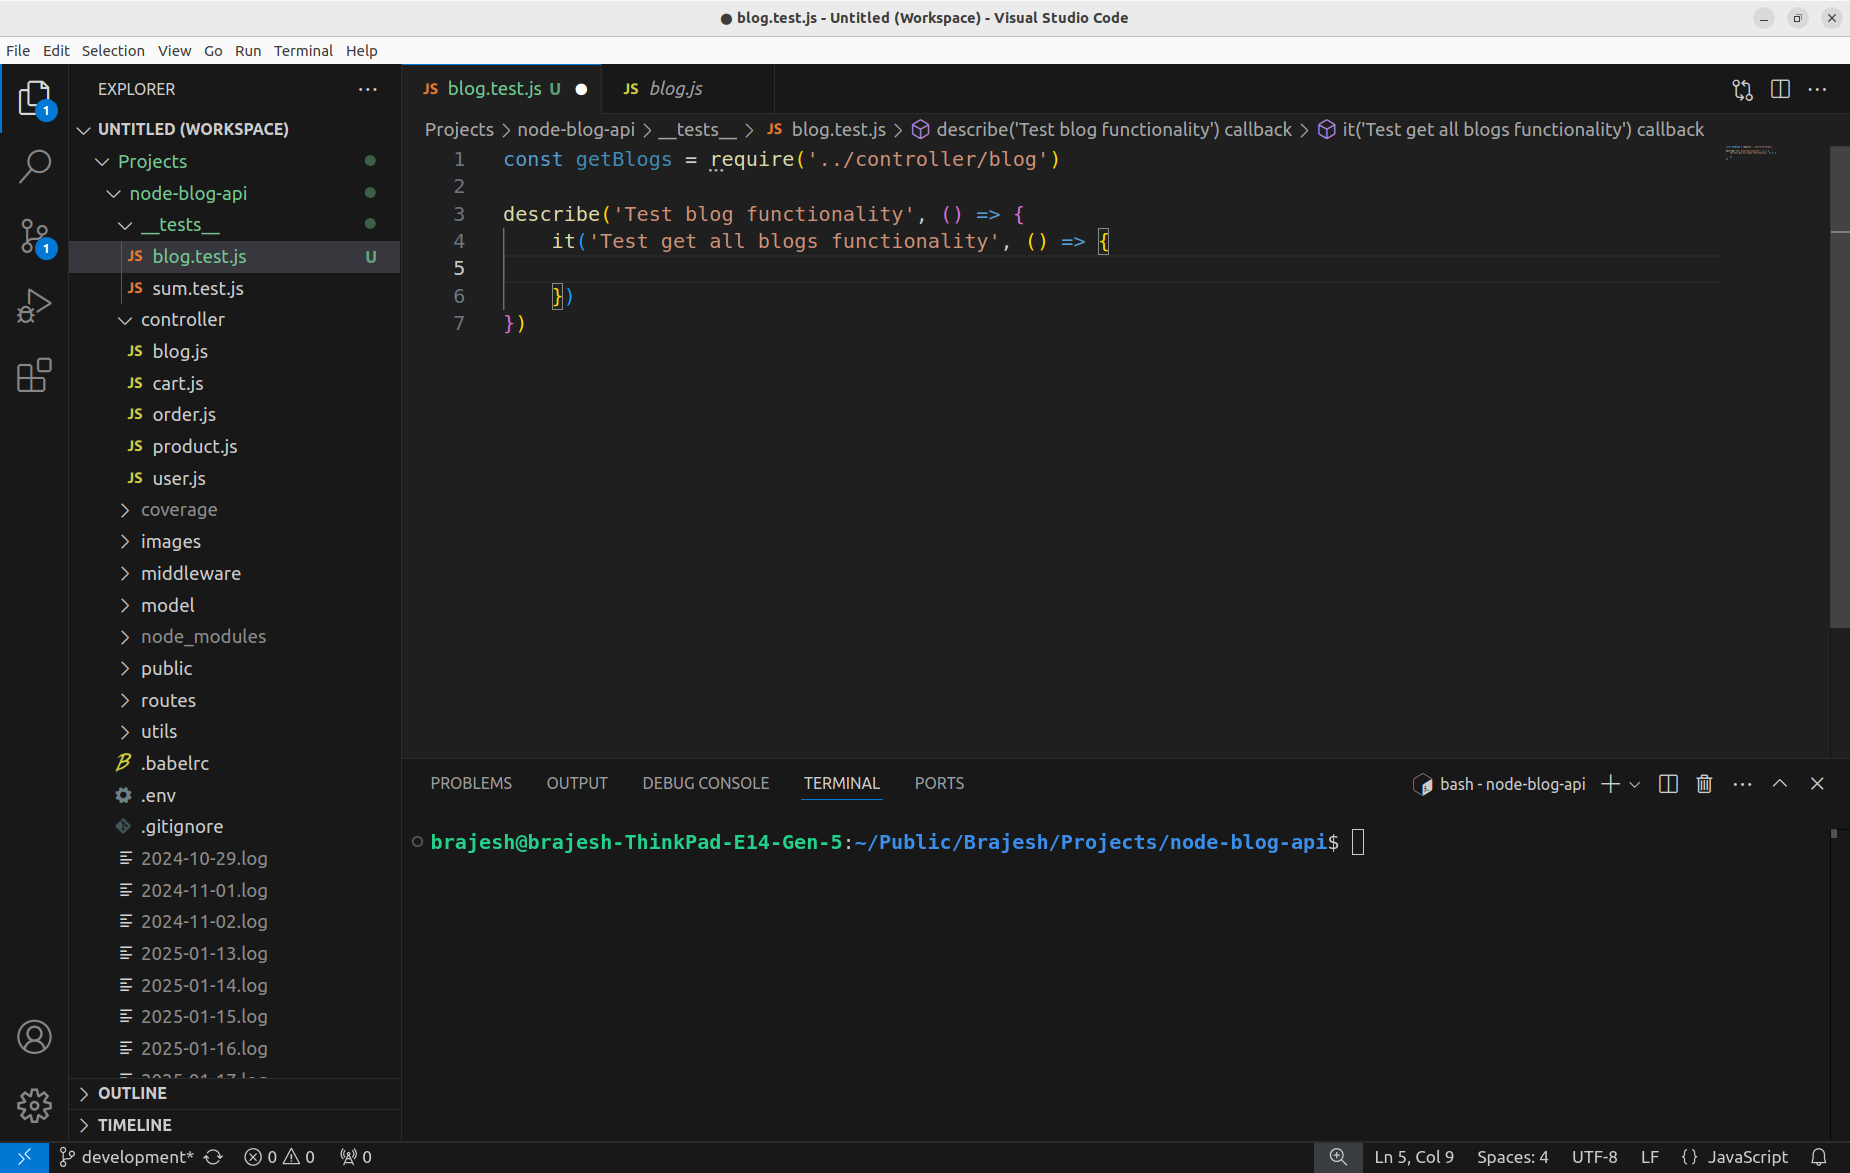 ● blog.test.js - Untitled (Workspace) - Visual Studio Code
File Edit Selection View Go Run Terminal Help
EXPLORER
UNTITLED (WORKSPACE)
Projects
node-blog-api
__tests__
JS blog.test.js U
JS sum.test.js
controller
JS blog.js
JS cart.js
JS order.js
JS product.js
JS user.js
coverage
images
middleware
model
node_modules
public
routes
utils
.babelrc
.env
.gitignore
2024-10-29.log
2024-11-01.log
2024-11-02.log
2025-01-13.log
2025-01-14.log
2025-01-15.log
2025-01-16.log
2025-01-17.log
OUTLINE
TIMELINE
1
1
JS blog.test.js U ●
JS blog.js
Projects > node-blog-api > __tests__ > JS blog.test.js > describe('Test blog functionality') callback > it('Test get all blogs functionality') callback
1 const getBlogs = require('../controller/blog')
2
3 describe('Test blog functionality', () => {
4     it('Test get all blogs functionality', () => {
5
6     })
7 })
PROBLEMS OUTPUT DEBUG CONSOLE TERMINAL PORTS
bash - node-blog-api
brajesh@brajesh-ThinkPad-E14-Gen-5:~/Public/Brajesh/Projects/node-blog-api$
development* 0 0 0
Ln 5, Col 9 Spaces: 4 UTF-8 LF {} JavaScript